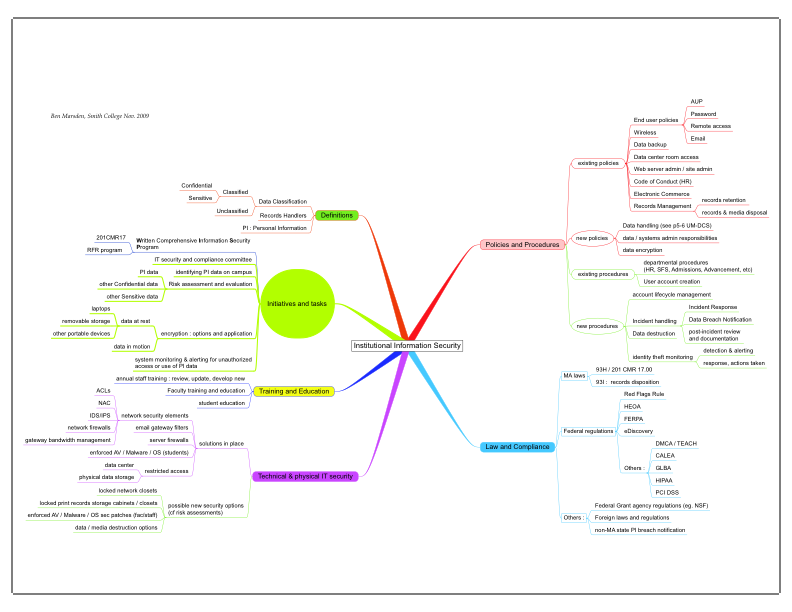 Ben Marsden, Smith College Nov. 2009
Institutional Information Security
Definitions
Data Classification
Classified
Confidential
Sensitive
Unclassified
Records Handlers
PI : Personal Information
Initiatives and tasks
Written Comprehensive Information Security
Program
201CMR17
RFR program
IT security and compliance committee
identifying PI data on campus
Risk assessment and evaluation
PI data
other Confidential data
other Sensitive data
encryption : options and application
data at rest
laptops
removable storage
other portable devices
data in motion
system monitoring & alerting for unauthorized
access or use of PI data
Training and Education
annual staff training : review, update, develop new
Faculty training and education
student education
Technical & physical IT security
solutions in place
network security elements
ACLs
NAC
IDS/IPS
network firewalls
gateway bandwidth management
email gateway filters
server firewalls
enforced AV / Malware / OS (students)
restricted access
data center
physical data storage
possible new security options
(cf risk assessments)
locked network closets
locked print records storage cabinets / closets
enforced AV / Malware / OS sec patches (fac/staff)
data / media destruction options
Policies and Procedures
existing policies
End user policies
AUP
Password
Remote access
Email
Wireless
Data backup
Data center room access
Web server admin / site admin
Code of Conduct (HR)
Electronic Commerce
Records Management
records retention
records & media disposal
new policies
Data handling (see p5-6 UM-DCS)
data / systems admin responsibilities
data encryption
existing procedures
departmental procedures
(HR, SFS, Admissions, Advancement, etc)
User account creation
new procedures
account lifecycle management
Incident handling
Incident Response
Data Breach Notification
post-incident review
and documentation
Data destruction
identity theft monitoring
detection & alerting
response, actions taken
Law and Compliance
MA laws
93H / 201 CMR 17.00
93I : records disposition
Federal regulations
Red Flags Rule
HEOA
FERPA
eDiscovery
Others :
DMCA / TEACH
CALEA
GLBA
HIPAA
PCI DSS
Others :
Federal Grant agency regulations (eg. NSF)
Foreign laws and regulations
non-MA state PI breach notification